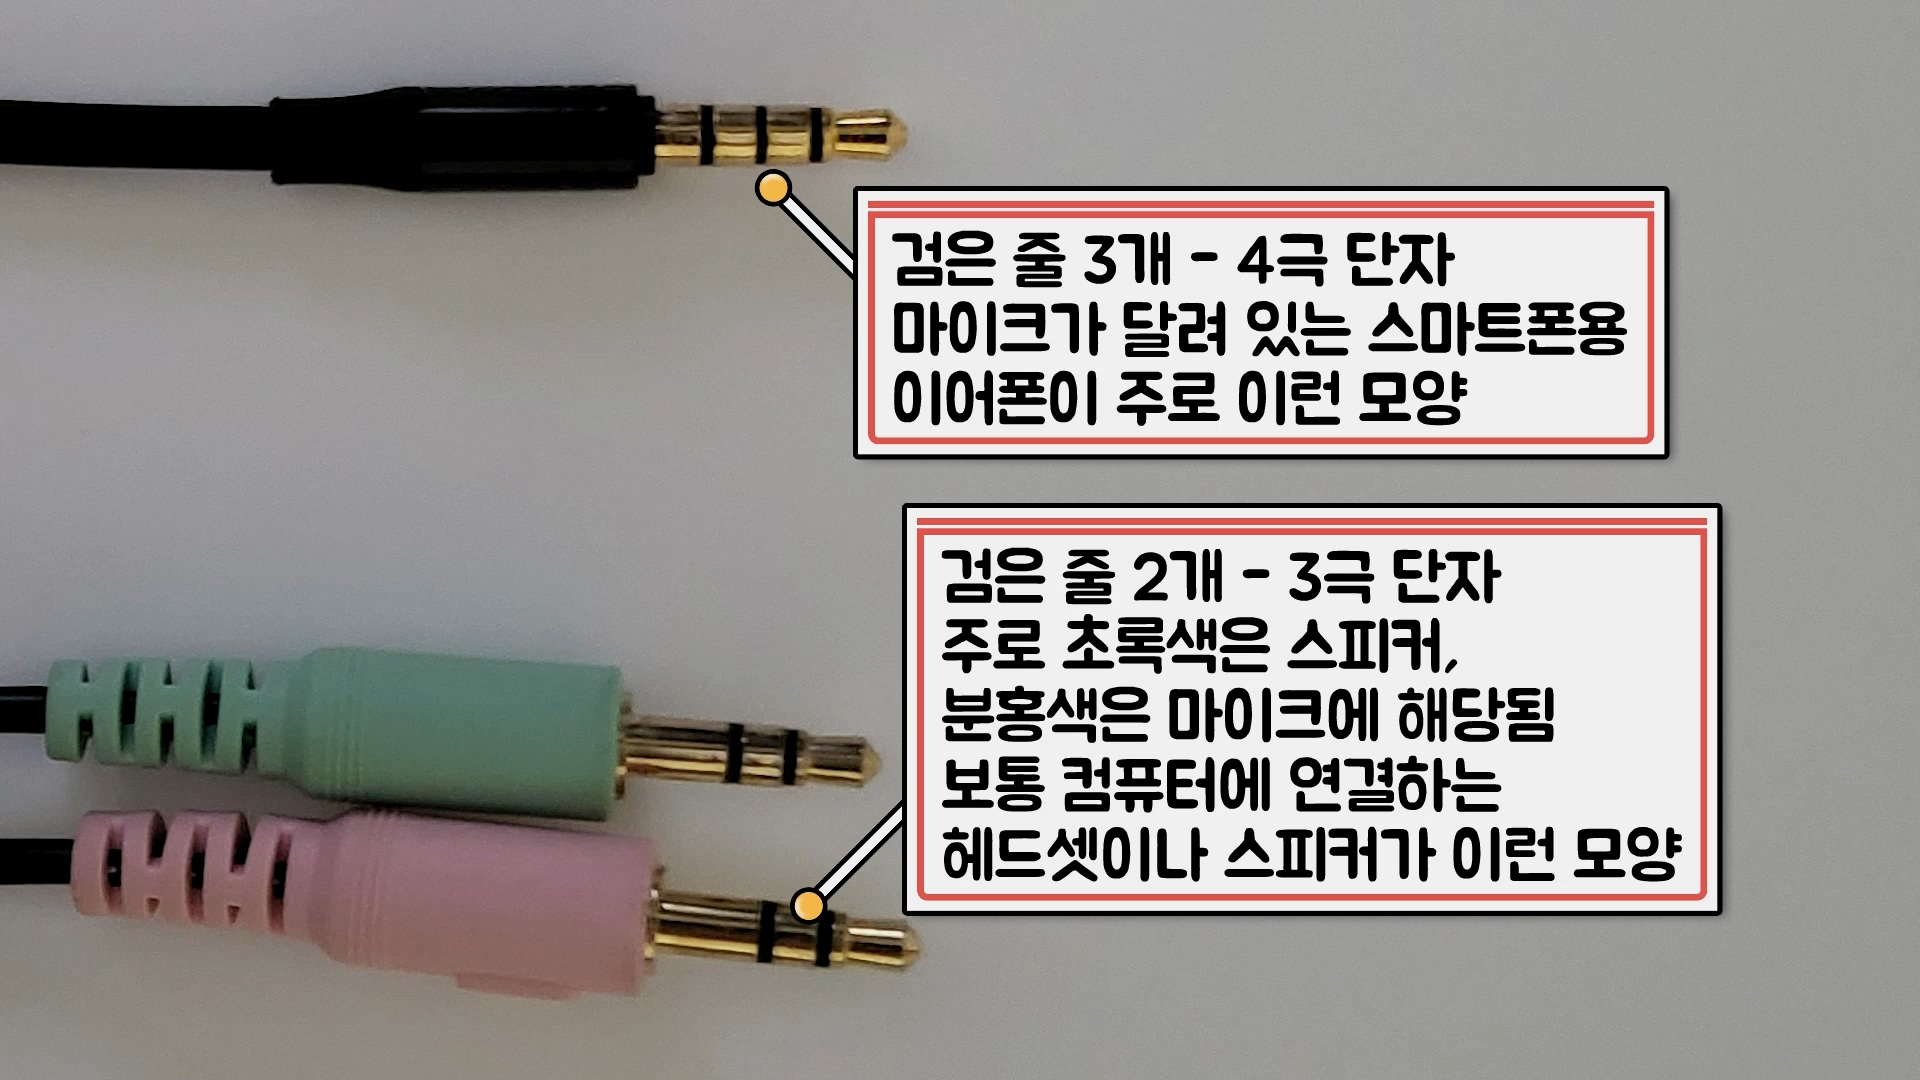 검은 줄 3개 - 4극 단자
마이크가 달려 있는 스마트폰용
이어폰이 주로 이런 모양
검은 줄 2개 - 3극 단자
주로 초록색은 스피커,
분홍색은 마이크에 해당됨
보통 컴퓨터에 연결하는
헤드셋이나 스피커가 이런 모양